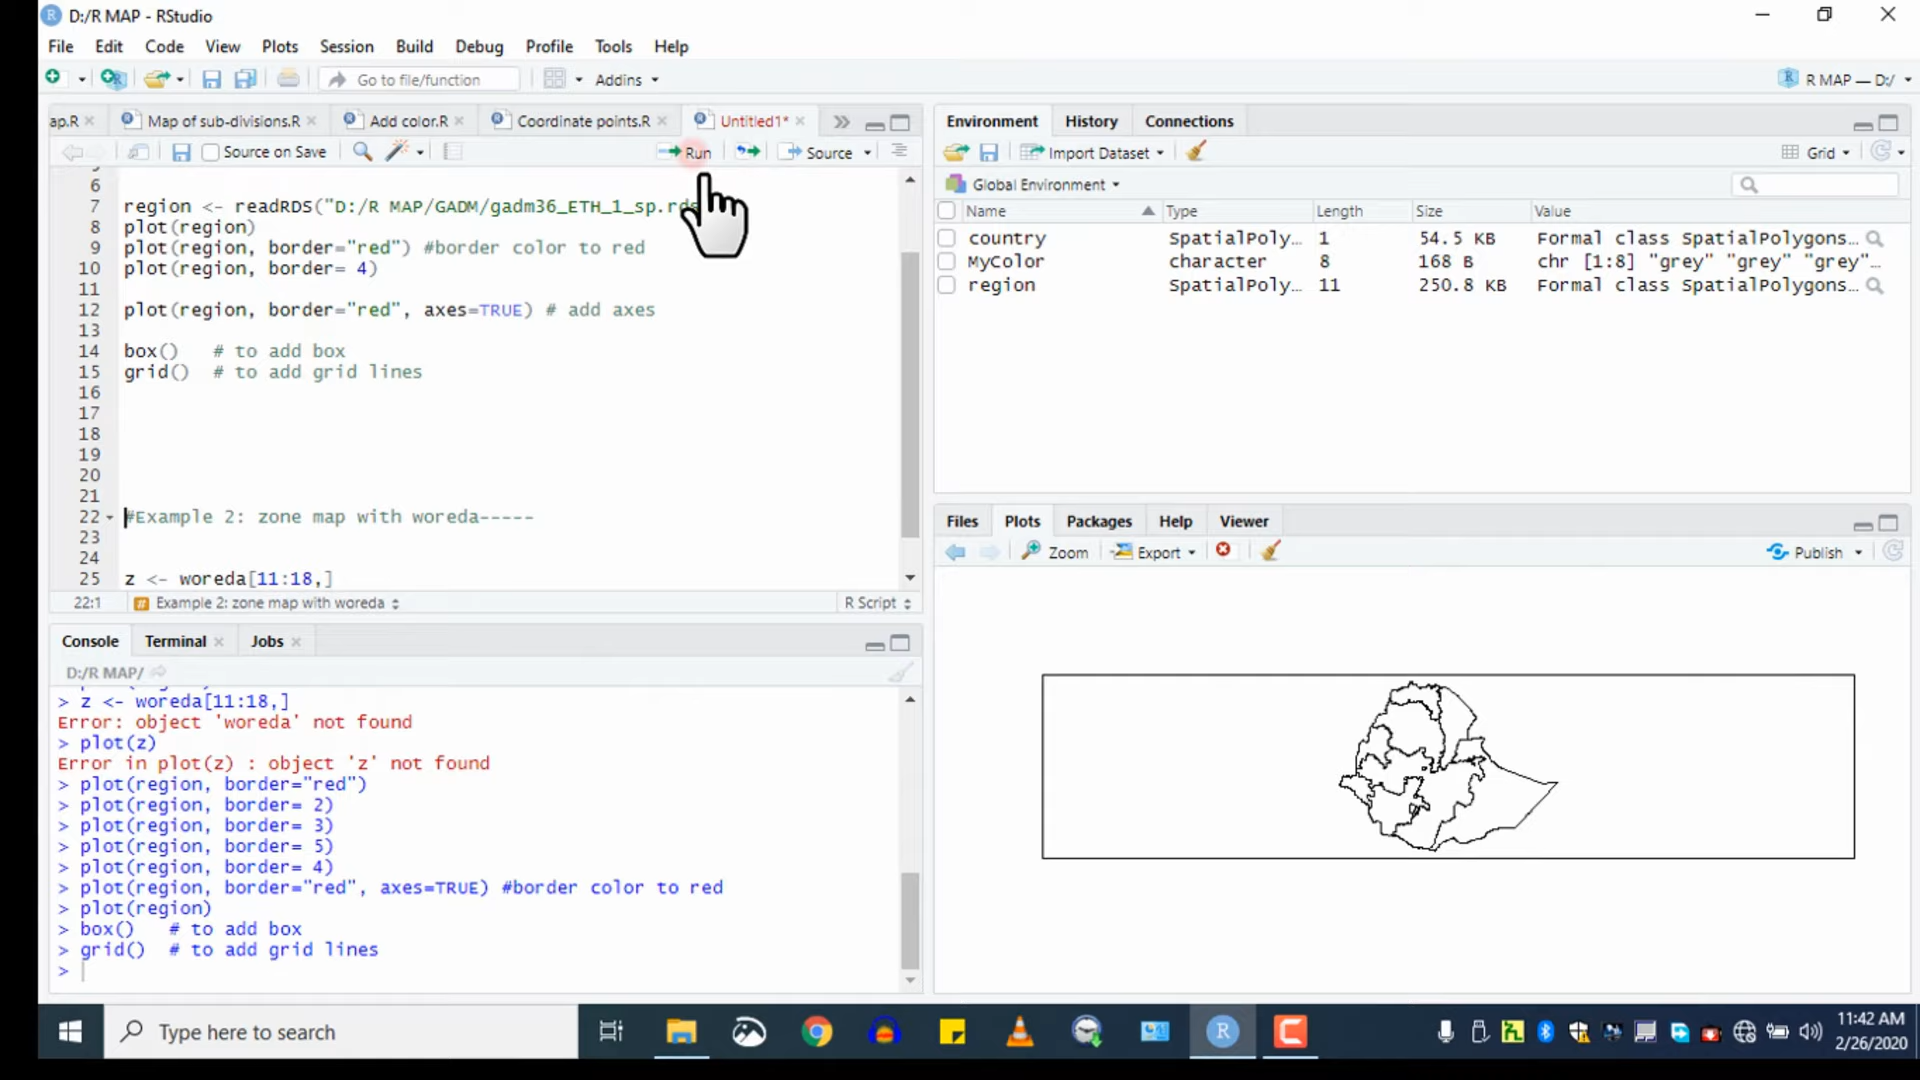 D:/R MAP - RStudio
File Edit Code View Plots Session Build Debug Profile Tools Help
Go to file/function Addins R MAP — D:/
ap.R Map of sub-divisions.R Add color.R Coordinate points.R Untitled1*
Source on Save Run Source
6
7 region <- readRDS("D:/R MAP/GADM/gadm36_ETH_1_sp.rds
8 plot(region)
9 plot(region, border="red") #border color to red
10 plot(region, border= 4)
11
12 plot(region, border="red", axes=TRUE) # add axes
13
14 box() # to add box
15 grid() # to add grid lines
16
17
18
19
20
21
22 #Example 2: zone map with woreda-----
23
24
25 z <- woreda[11:18,]
22:1 Example 2: zone map with woreda R Script
Console Terminal Jobs
D:/R MAP/
> z <- woreda[11:18,]
Error: object 'woreda' not found
> plot(z)
Error in plot(z) : object 'z' not found
> plot(region, border="red")
> plot(region, border= 2)
> plot(region, border= 3)
> plot(region, border= 5)
> plot(region, border= 4)
> plot(region, border="red", axes=TRUE) #border color to red
> plot(region)
> box() # to add box
> grid() # to add grid lines
>
Environment History Connections
Import Dataset Grid
Global Environment
Name Type Length Size Value
country SpatialPoly… 1 54.5 KB Formal class SpatialPolygons…
MyColor character 8 168 B chr [1:8] "grey" "grey" "grey"…
region SpatialPoly… 11 250.8 KB Formal class SpatialPolygons…
Files Plots Packages Help Viewer
Zoom Export Publish
Type here to search
11:42 AM
2/26/2020